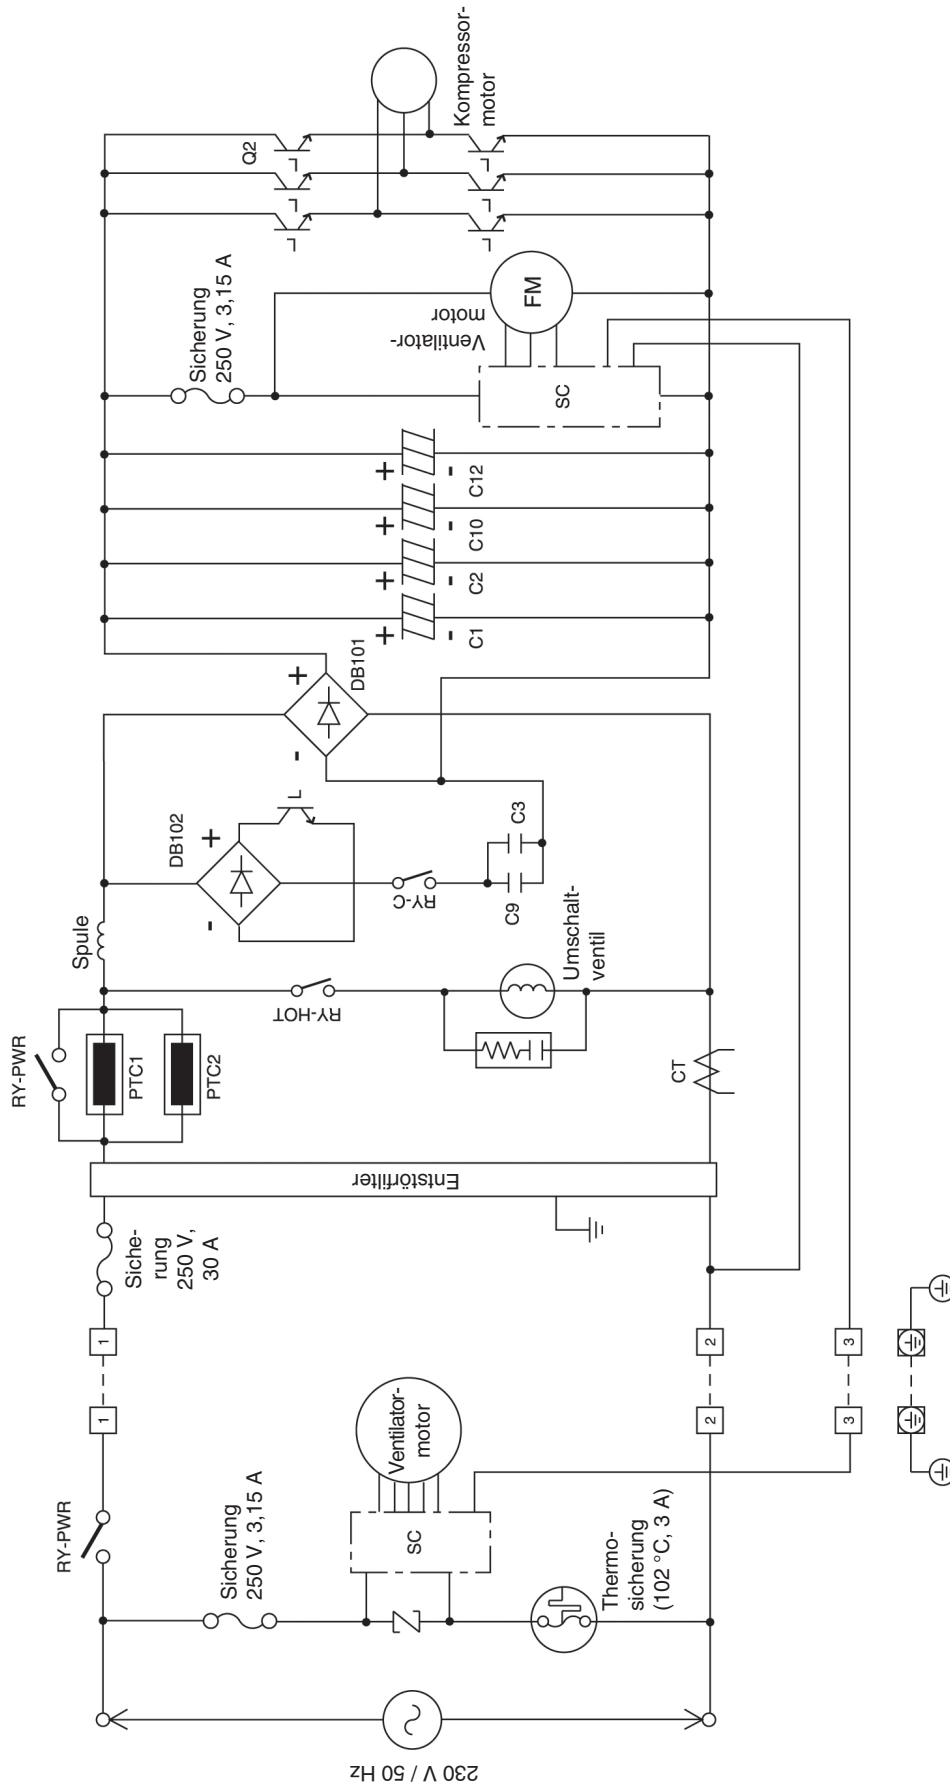 230 V / 50 Hz
RY-PWR
Sicherung
250 V, 3,15 A
SC
Ventilator-
motor
Thermo-
sicherung
(102 °C, 3 A)
1
1
2
2
3
3
Siche-
rung
250 V,
30 A
Entstörfilter
RY-PWR
PTC1
PTC2
CT
Spule
RY-HOT
Umschalt-
ventil
DB102
+
-
L
RY-C
C9
C3
DB101
+
-
+
-
C1
+
-
C2
+
-
C10
+
-
C12
Sicherung
250 V, 3,15 A
SC
Ventilator-
motor
FM
Q2
L
L
L
L
L
L
Kompressor-
motor